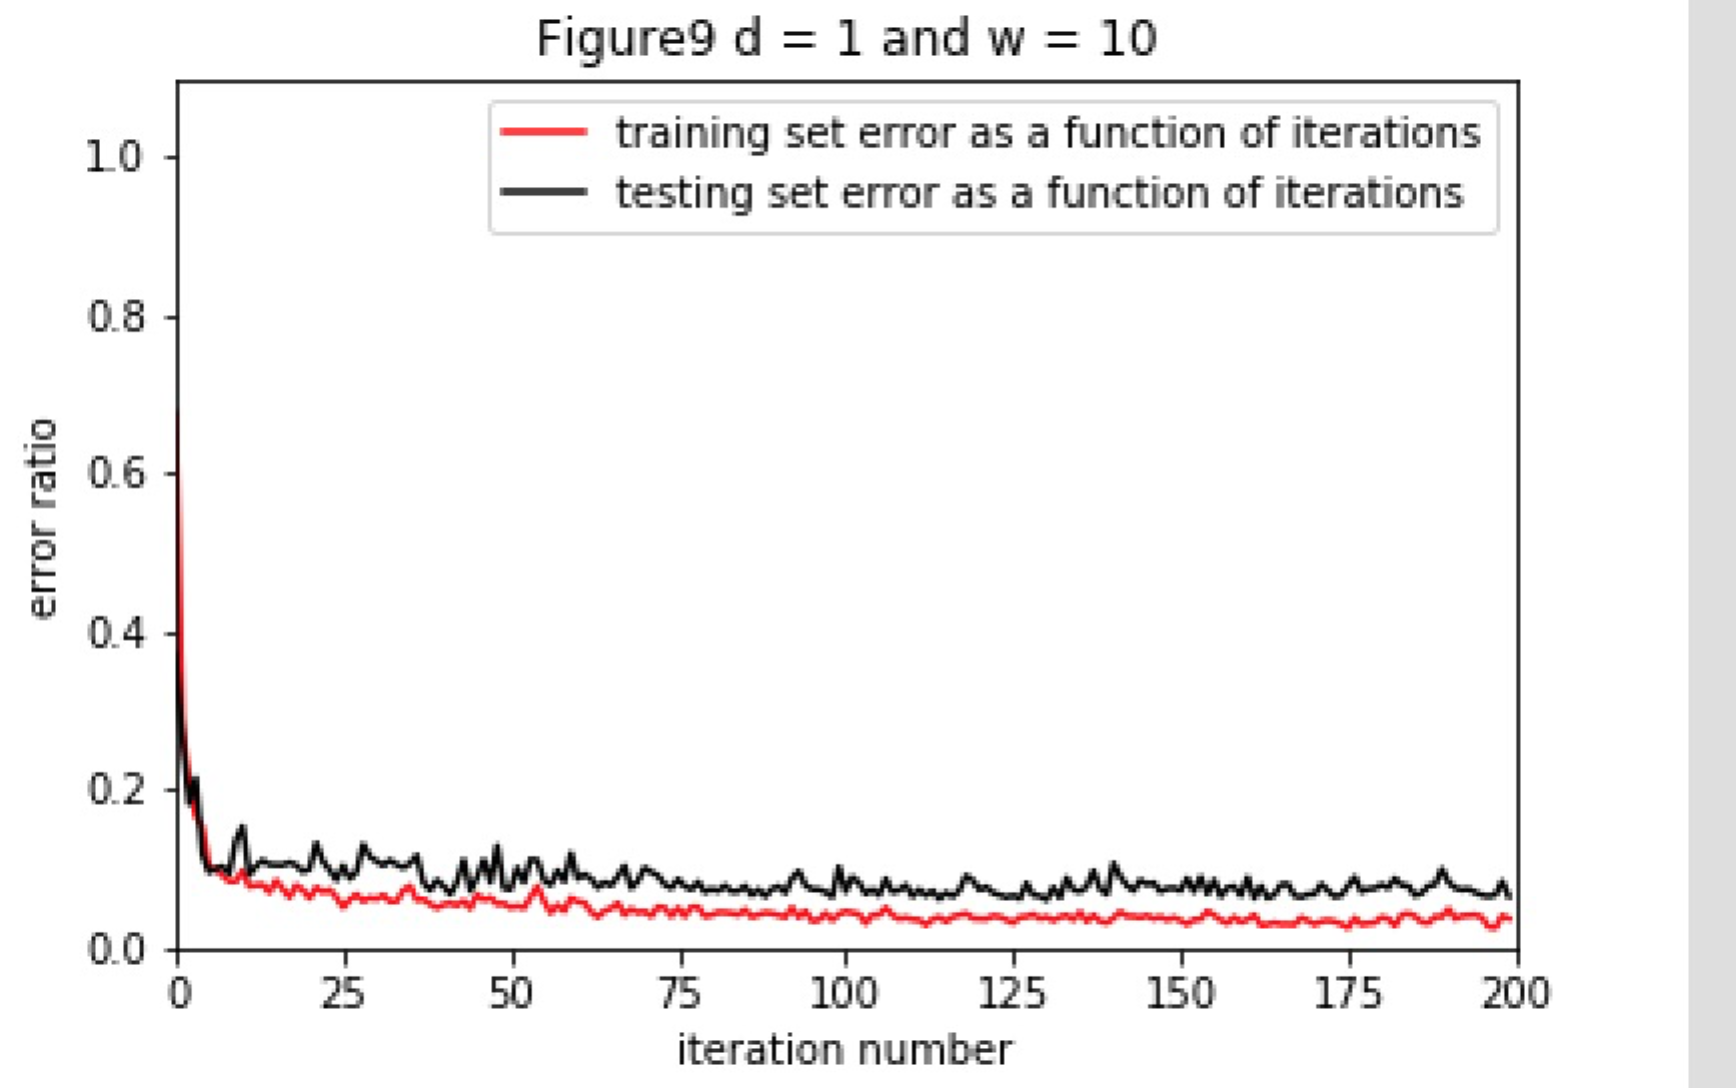 Figure9 d = 1 and w = 10
training set error as a function of iterations
testing set error as a function of iterations
1.0
0.8
0.6
0.4
0.2
0.0
error ratio
0 25 50 75 100 125 150 175 200
iteration number